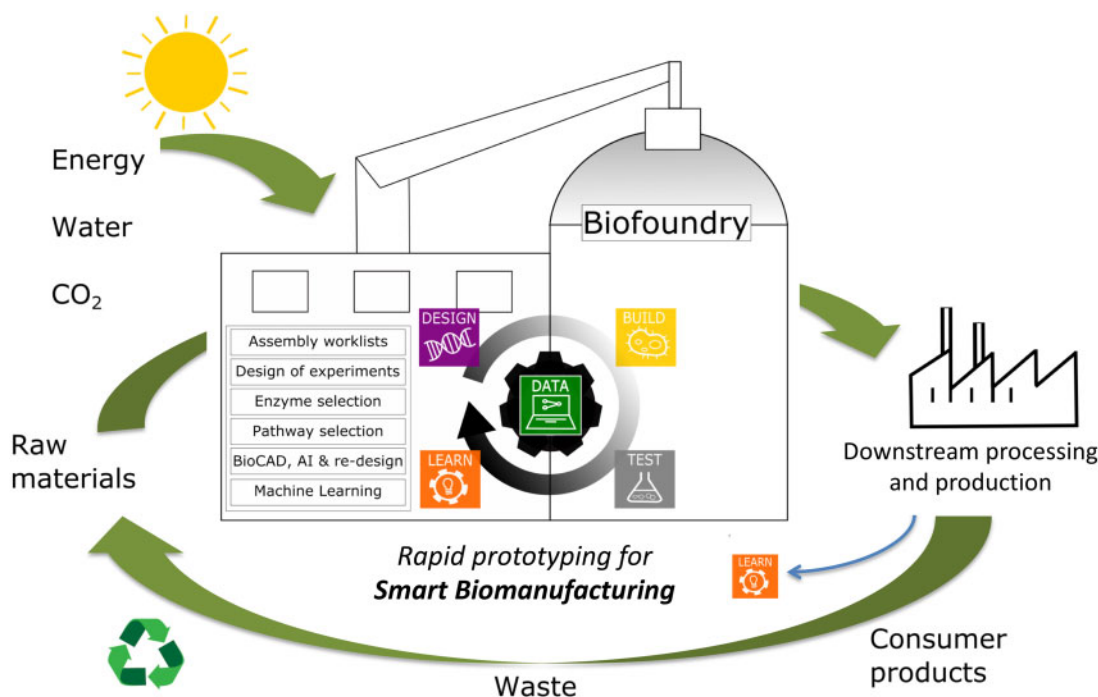 Energy
Water
CO₂
Biofoundry
DESIGN
BUILD
Assembly worklists
Design of experiments
Enzyme selection
Pathway selection
BioCAD, AI & re-design
Machine Learning
DATA
LEARN
TEST
Raw
materials
Downstream processing
and production
Rapid prototyping for
Smart Biomanufacturing
LEARN
Consumer
products
Waste